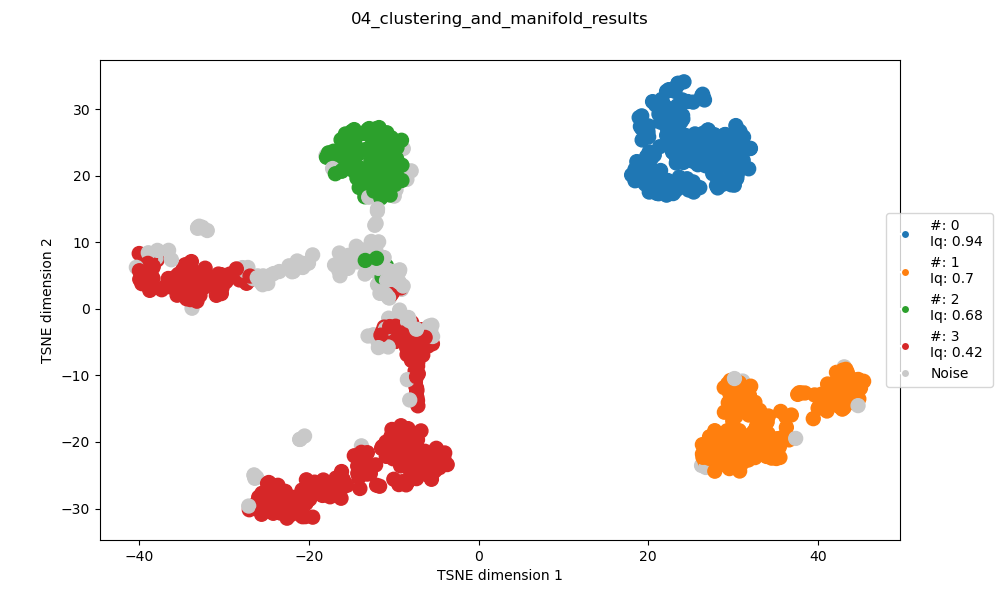 04_clustering_and_manifold_results
30
20
10
0
−10
−20
−30
TSNE dimension 2
−40
−20
0
20
40
TSNE dimension 1
#: 0
Iq: 0.94
#: 1
Iq: 0.7
#: 2
Iq: 0.68
#: 3
Iq: 0.42
Noise